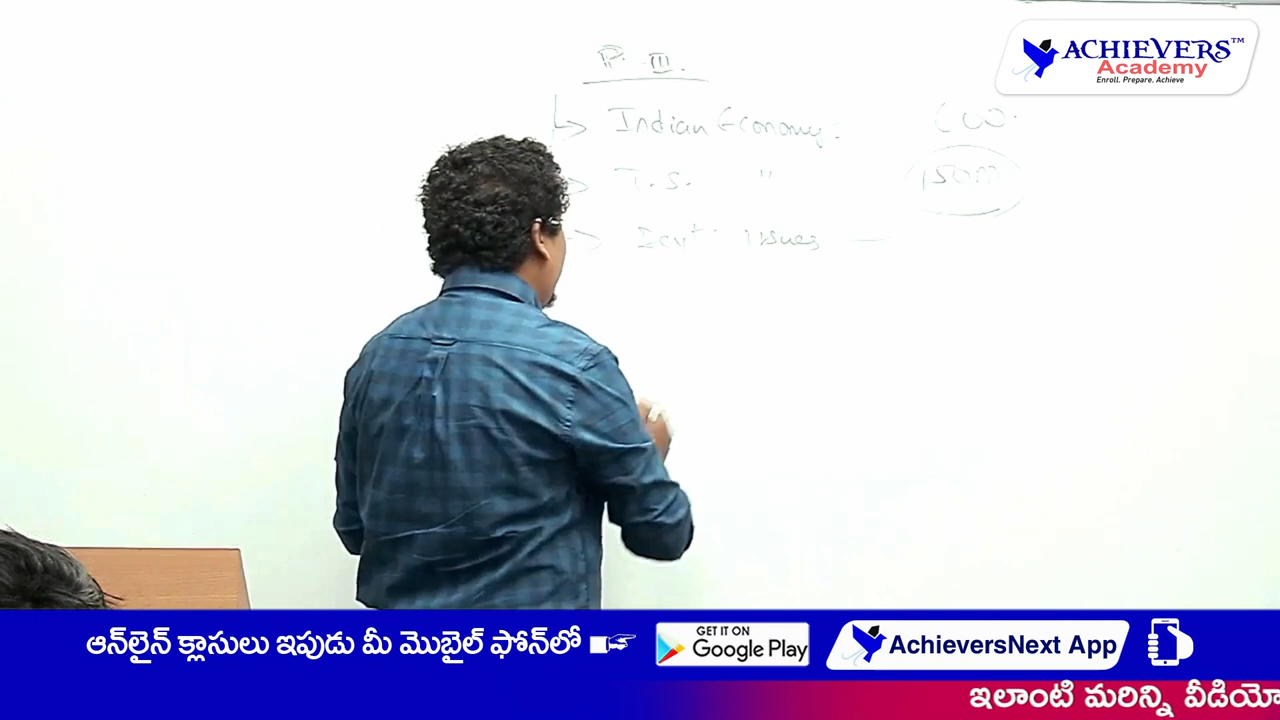 P. III.
Indian Economy:
T.S. "
issues —
150m
ACHIEVERS™
Academy
Enroll. Prepare. Achieve
ఆన్‌లైన్ క్లాసులు ఇపుడు మీ మొబైల్ ఫోన్‌లో
GET IT ON
Google Play
AchieversNext App
ఇలాంటి మరిన్ని వీడియో